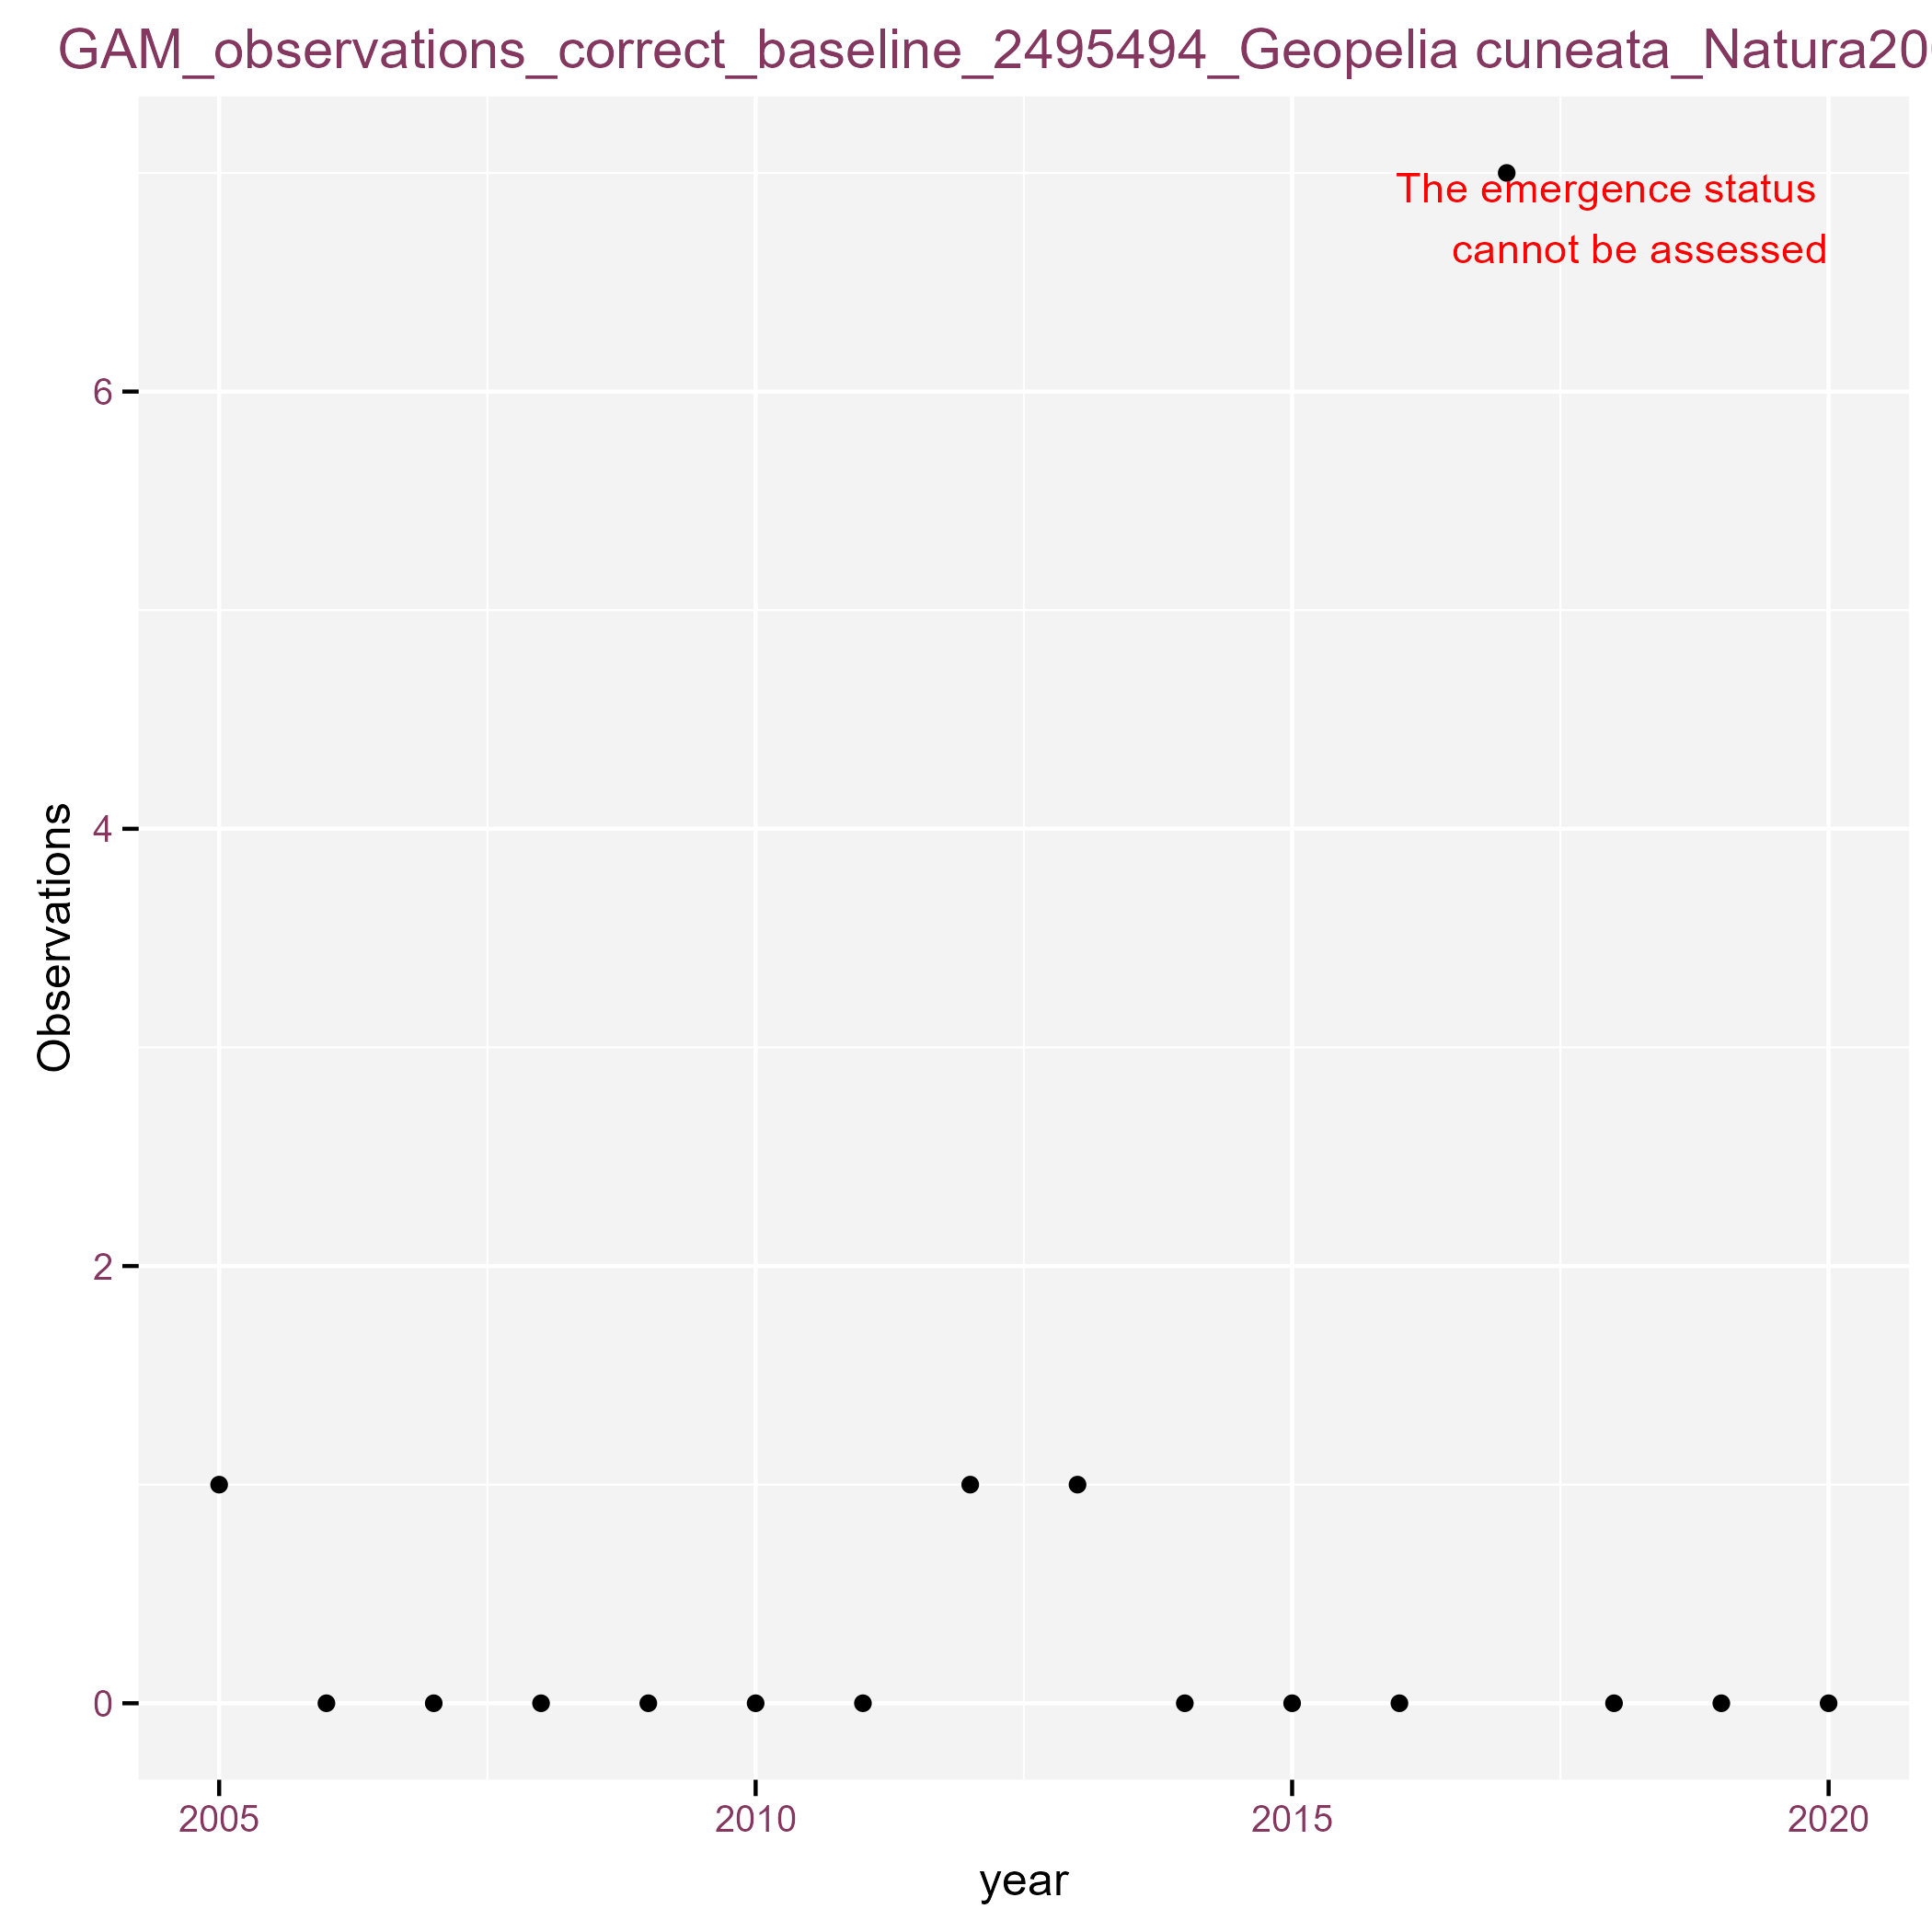 GAM_observations_correct_baseline_2495494_Geopelia cuneata_Natura20
The emergence status
cannot be assessed
6
4
2
0
Observations
2005 2010 2015 2020
year